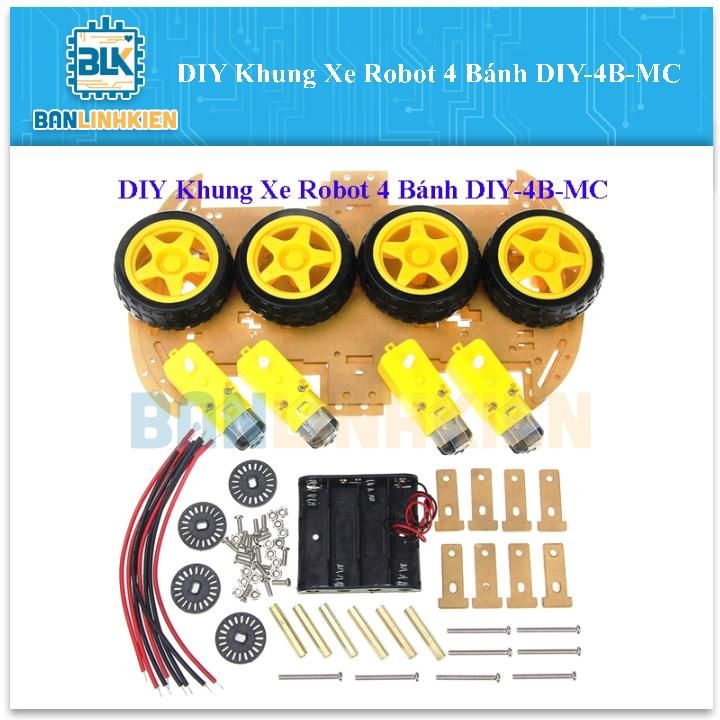 BLK
DIY Khung Xe Robot 4 Bánh DIY-4B-MC
BANLINHKIEN
DIY Khung Xe Robot 4 Bánh DIY-4B-MC
BANLINHKIEN